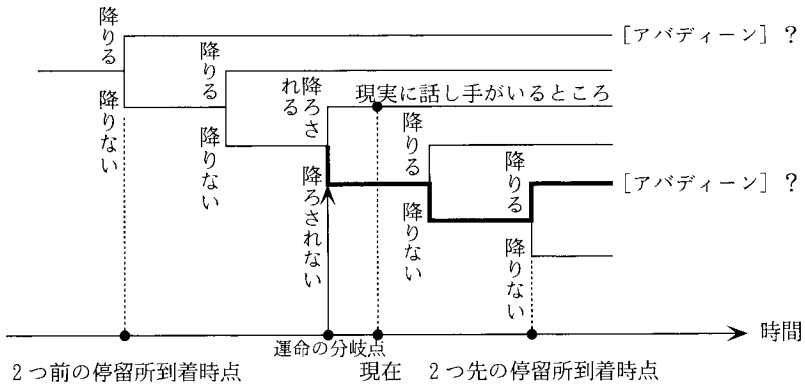 降りる
[アバディーン] ?
降りない
降りる
降りない
降ろされる
現実に話し手がいるところ
降ろされない
降りる
降りない
降りる
[アバディーン] ?
降りない
時間
運命の分岐点
2つ前の停留所到着時点
現在
2つ先の停留所到着時点